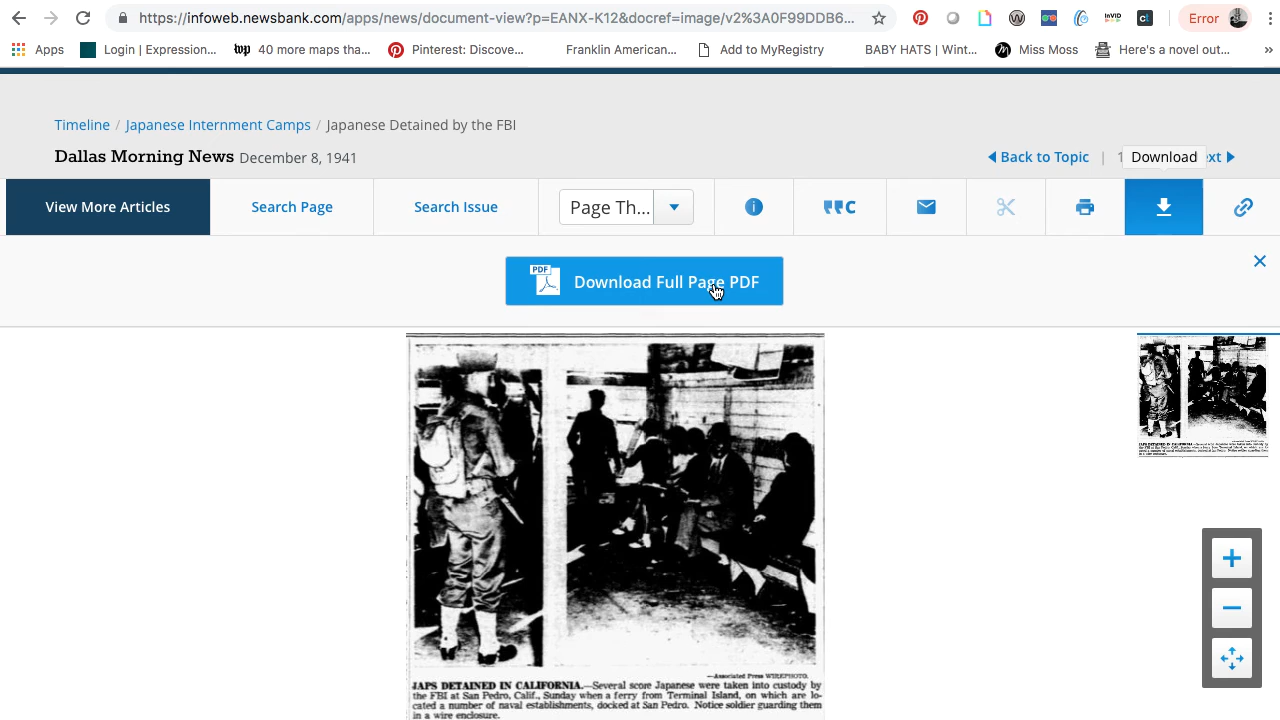 https://infoweb.newsbank.com/apps/news/document-view?p=EANX-K12&docref=image/v2%3A0F99DDB6...
InVID
Error
Apps
Login | Expression...
wp
40 more maps tha...
Pinterest: Discove...
Franklin American...
Add to MyRegistry
BABY HATS | Wint...
Miss Moss
Here's a novel out...
»
Timeline / Japanese Internment Camps / Japanese Detained by the FBI
Dallas Morning News December 8, 1941
Back to Topic | 1
Download
ext
View More Articles
Search Page
Search Issue
Page Th...
C
PDF
Download Full Page PDF
—Associated Press WIREPHOTO.
JAPS DETAINED IN CALIFORNIA.—Several score Japanese were taken into custody by
the FBI at San Pedro, Calif., Sunday when a ferry from Terminal Island, on which are lo-
cated a number of naval establishments, docked at San Pedro. Notice soldier guarding them
in a wire enclosure.